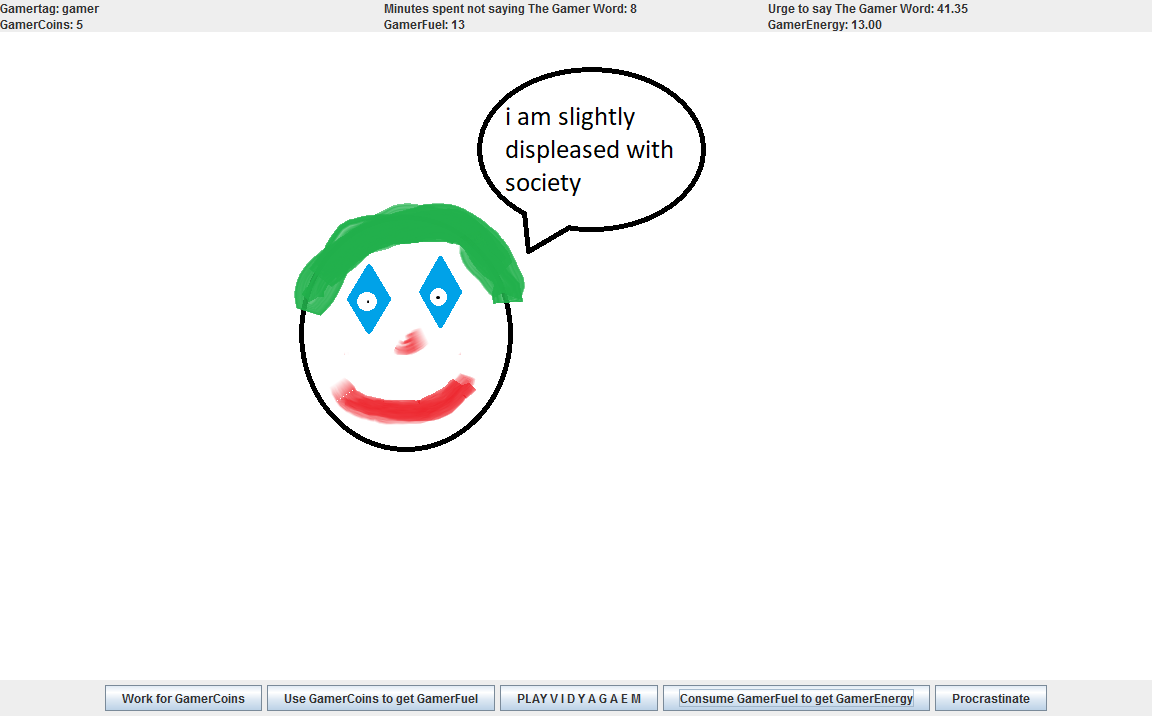 Gamertag: gamer
Minutes spent not saying The Gamer Word: 8
Urge to say The Gamer Word: 41.35
GamerCoins: 5
GamerFuel: 13
GamerEnergy: 13.00
i am slightly
displeased with
society
Work for GamerCoins
Use GamerCoins to get GamerFuel
PLAY V I D Y A G A E M
Consume GamerFuel to get GamerEnergy
Procrastinate